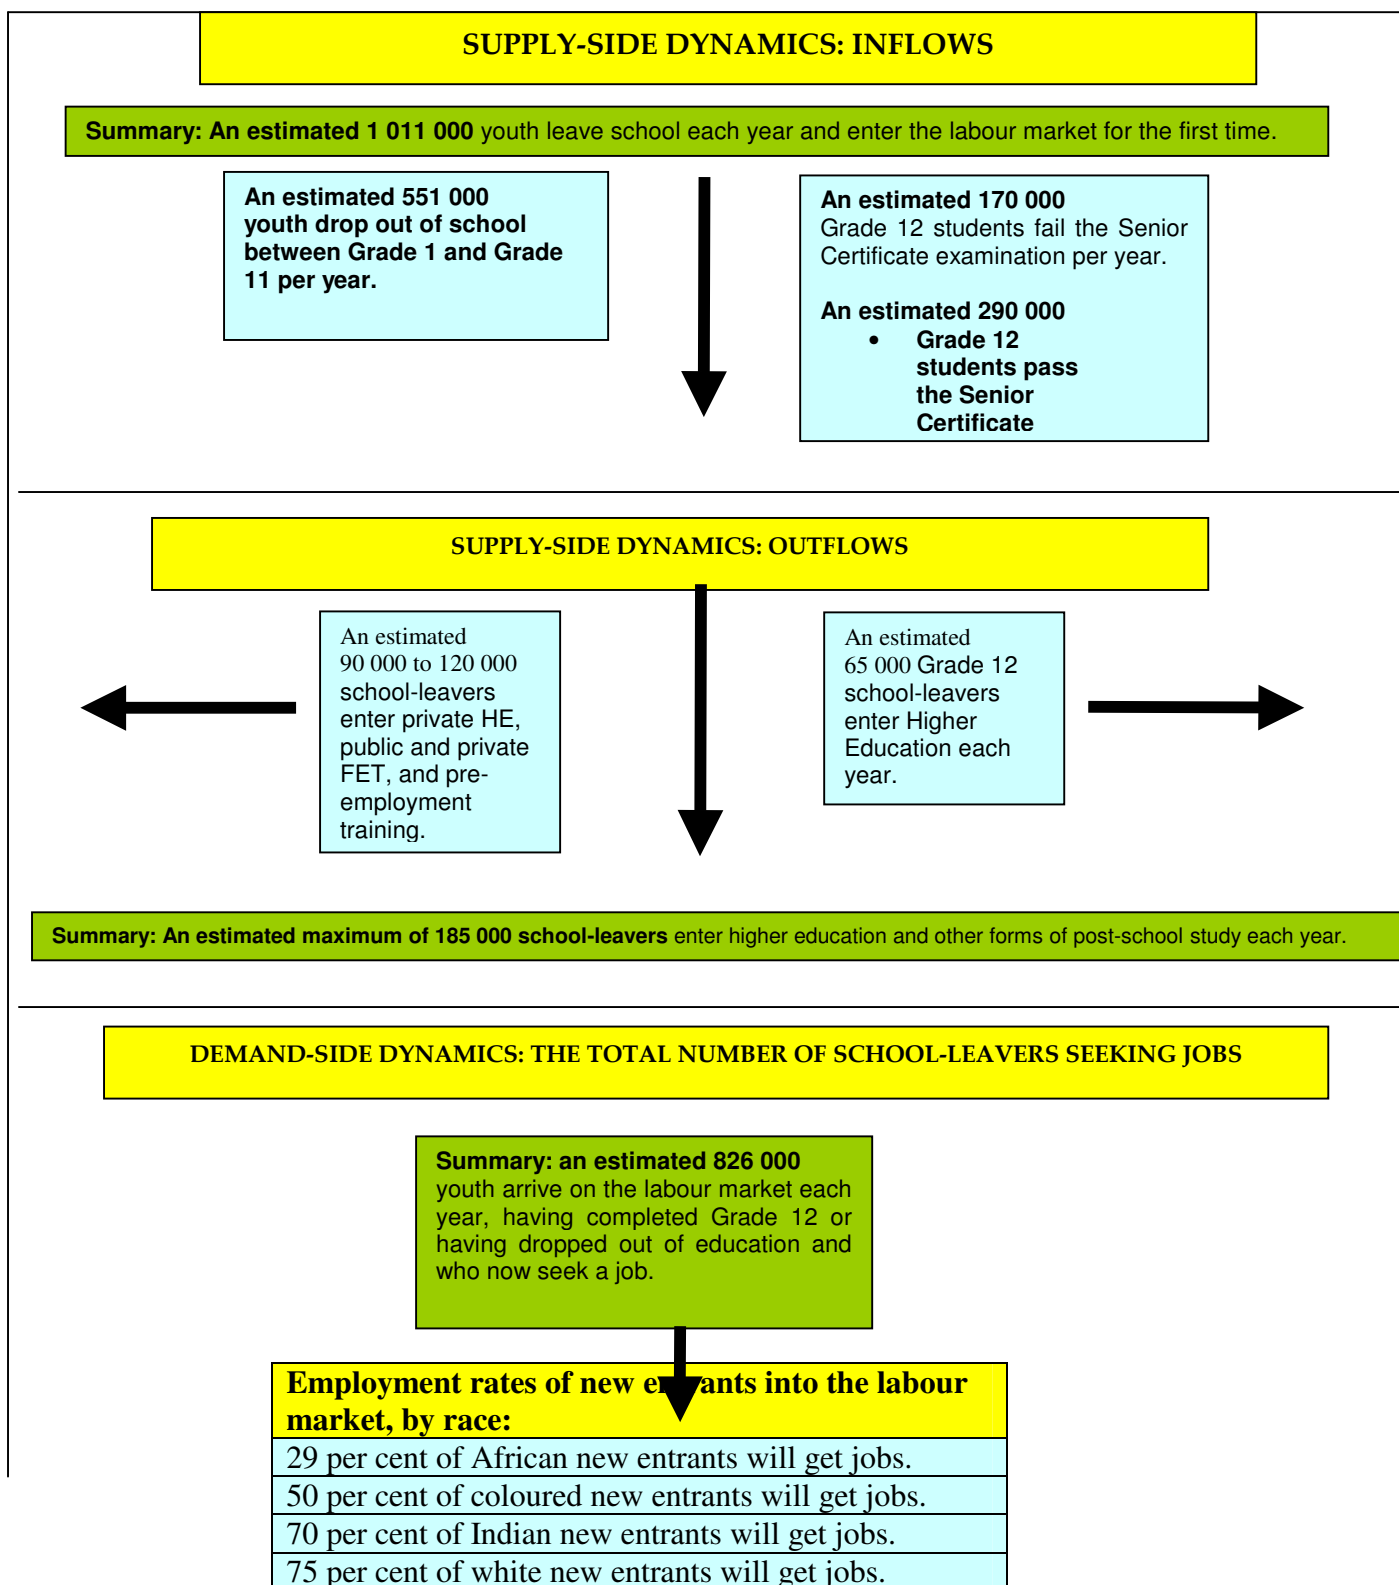 SUPPLY-SIDE DYNAMICS: INFLOWS
Summary: An estimated 1 011 000 youth leave school each year and enter the labour market for the first time.
An estimated 551 000
youth drop out of school
between Grade 1 and Grade
11 per year.
An estimated 170 000
Grade 12 students fail the Senior
Certificate examination per year.
An estimated 290 000
• Grade 12
students pass
the Senior
Certificate
SUPPLY-SIDE DYNAMICS: OUTFLOWS
An estimated
90 000 to 120 000
school-leavers
enter private HE,
public and private
FET, and pre-
employment
training.
An estimated
65 000 Grade 12
school-leavers
enter Higher
Education each
year.
Summary: An estimated maximum of 185 000 school-leavers enter higher education and other forms of post-school study each year.
DEMAND-SIDE DYNAMICS: THE TOTAL NUMBER OF SCHOOL-LEAVERS SEEKING JOBS
Summary: an estimated 826 000
youth arrive on the labour market each
year, having completed Grade 12 or
having dropped out of education and
who now seek a job.
Employment rates of new entrants into the labour
market, by race:
29 per cent of African new entrants will get jobs.
50 per cent of coloured new entrants will get jobs.
70 per cent of Indian new entrants will get jobs.
75 per cent of white new entrants will get jobs.